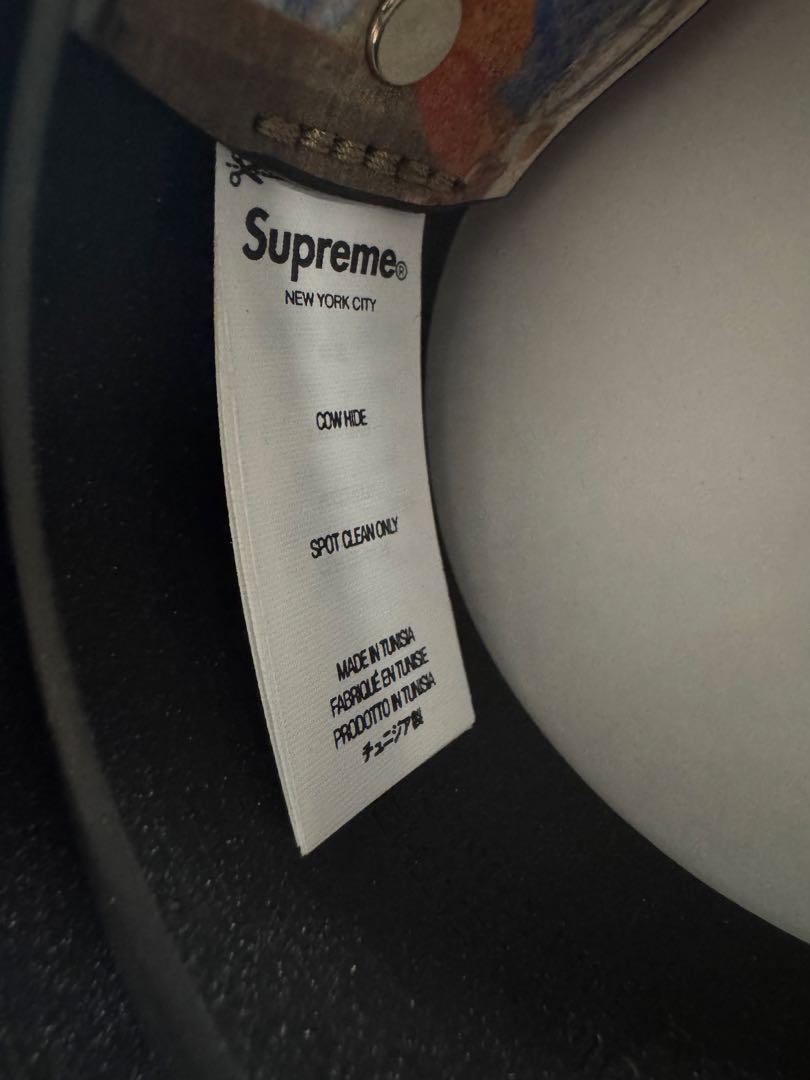 Supreme®
NEW YORK CITY
COW HIDE
SPOT CLEAN ONLY
MADE IN TUNISIA
FABRIQUÉ EN TUNISIE
PRODOTTO IN TUNISIA
チュニジア製